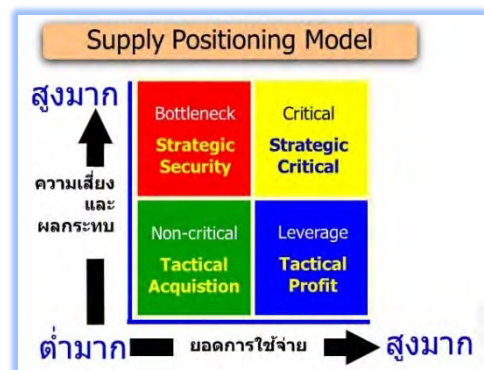 Supply Positioning Model
สูงมาก
ความเสี่ยง
และ
ผลกระทบ
Bottleneck
Strategic
Security
Critical
Strategic
Critical
Non-critical
Tactical
Acquistion
Leverage
Tactical
Profit
ต่ำมาก
ยอดการใช้จ่าย
สูงมาก